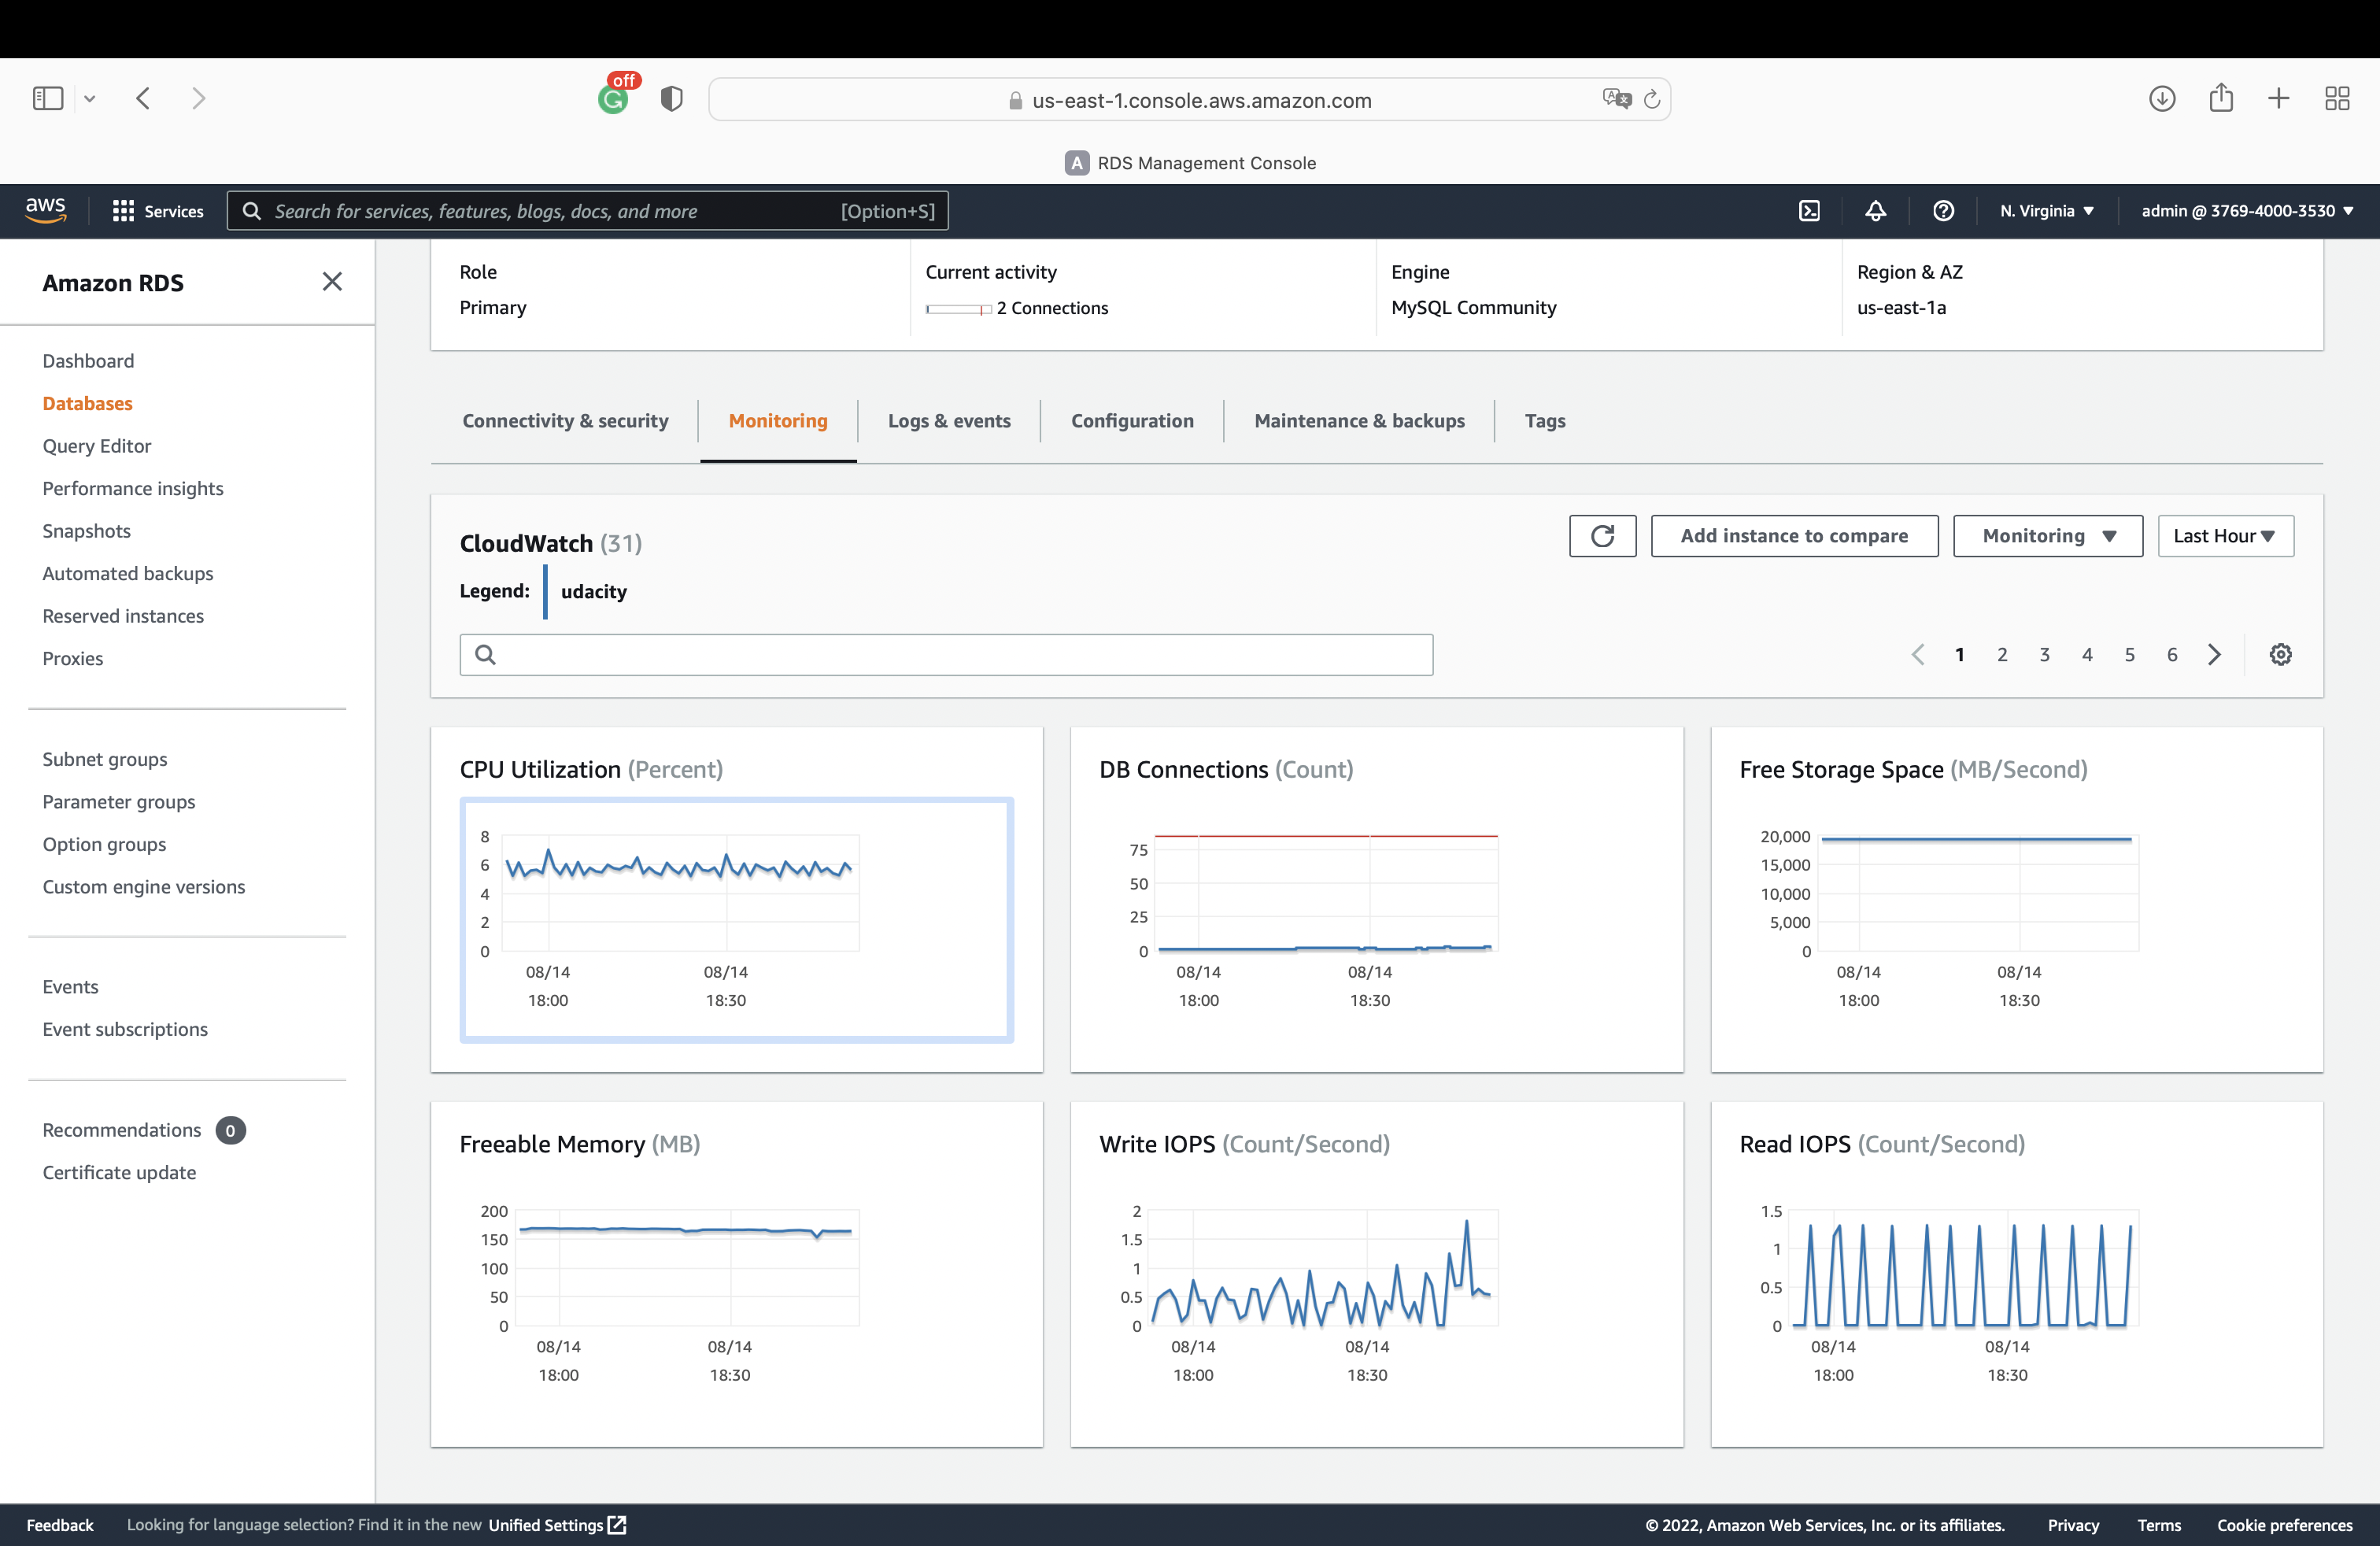 off
us-east-1.console.aws.amazon.com
A RDS Management Console
aws Services Search for services, features, blogs, docs, and more [Option+S] N. Virginia ▼ admin @ 3769-4000-3530 ▼
Amazon RDS
Dashboard
Databases
Query Editor
Performance insights
Snapshots
Automated backups
Reserved instances
Proxies
Subnet groups
Parameter groups
Option groups
Custom engine versions
Events
Event subscriptions
Recommendations 0
Certificate update
Role
Primary
Current activity
2 Connections
Engine
MySQL Community
Region & AZ
us-east-1a
Connectivity & security Monitoring Logs & events Configuration Maintenance & backups Tags
CloudWatch (31)
Add instance to compare Monitoring ▼ Last Hour ▼
Legend: udacity
1 2 3 4 5 6
CPU Utilization (Percent)
8
6
4
2
0
08/14 08/14
18:00 18:30
DB Connections (Count)
75
50
25
0
08/14 08/14
18:00 18:30
Free Storage Space (MB/Second)
20,000
15,000
10,000
5,000
0
08/14 08/14
18:00 18:30
Freeable Memory (MB)
200
150
100
50
0
08/14 08/14
18:00 18:30
Write IOPS (Count/Second)
2
1.5
1
0.5
0
08/14 08/14
18:00 18:30
Read IOPS (Count/Second)
1.5
1
0.5
0
08/14 08/14
18:00 18:30
Feedback Looking for language selection? Find it in the new Unified Settings © 2022, Amazon Web Services, Inc. or its affiliates. Privacy Terms Cookie preferences